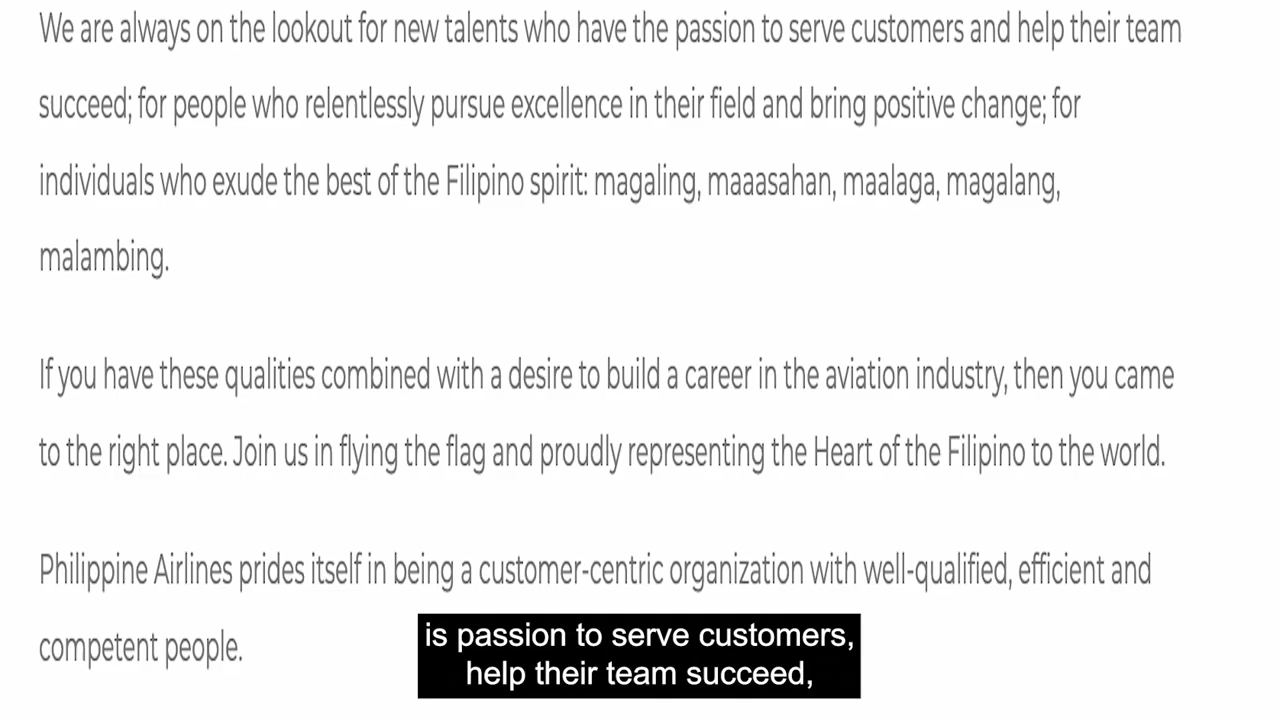 We are always on the lookout for new talents who have the passion to serve customers and help their team
succeed; for people who relentlessly pursue excellence in their field and bring positive change; for
individuals who exude the best of the Filipino spirit: magaling, maaasahan, maalaga, magalang,
malambing.
If you have these qualities combined with a desire to build a career in the aviation industry, then you came
to the right place. Join us in flying the flag and proudly representing the Heart of the Filipino to the world.
Philippine Airlines prides itself in being a customer-centric organization with well-qualified, efficient and
competent people.
is passion to serve customers,
help their team succeed,